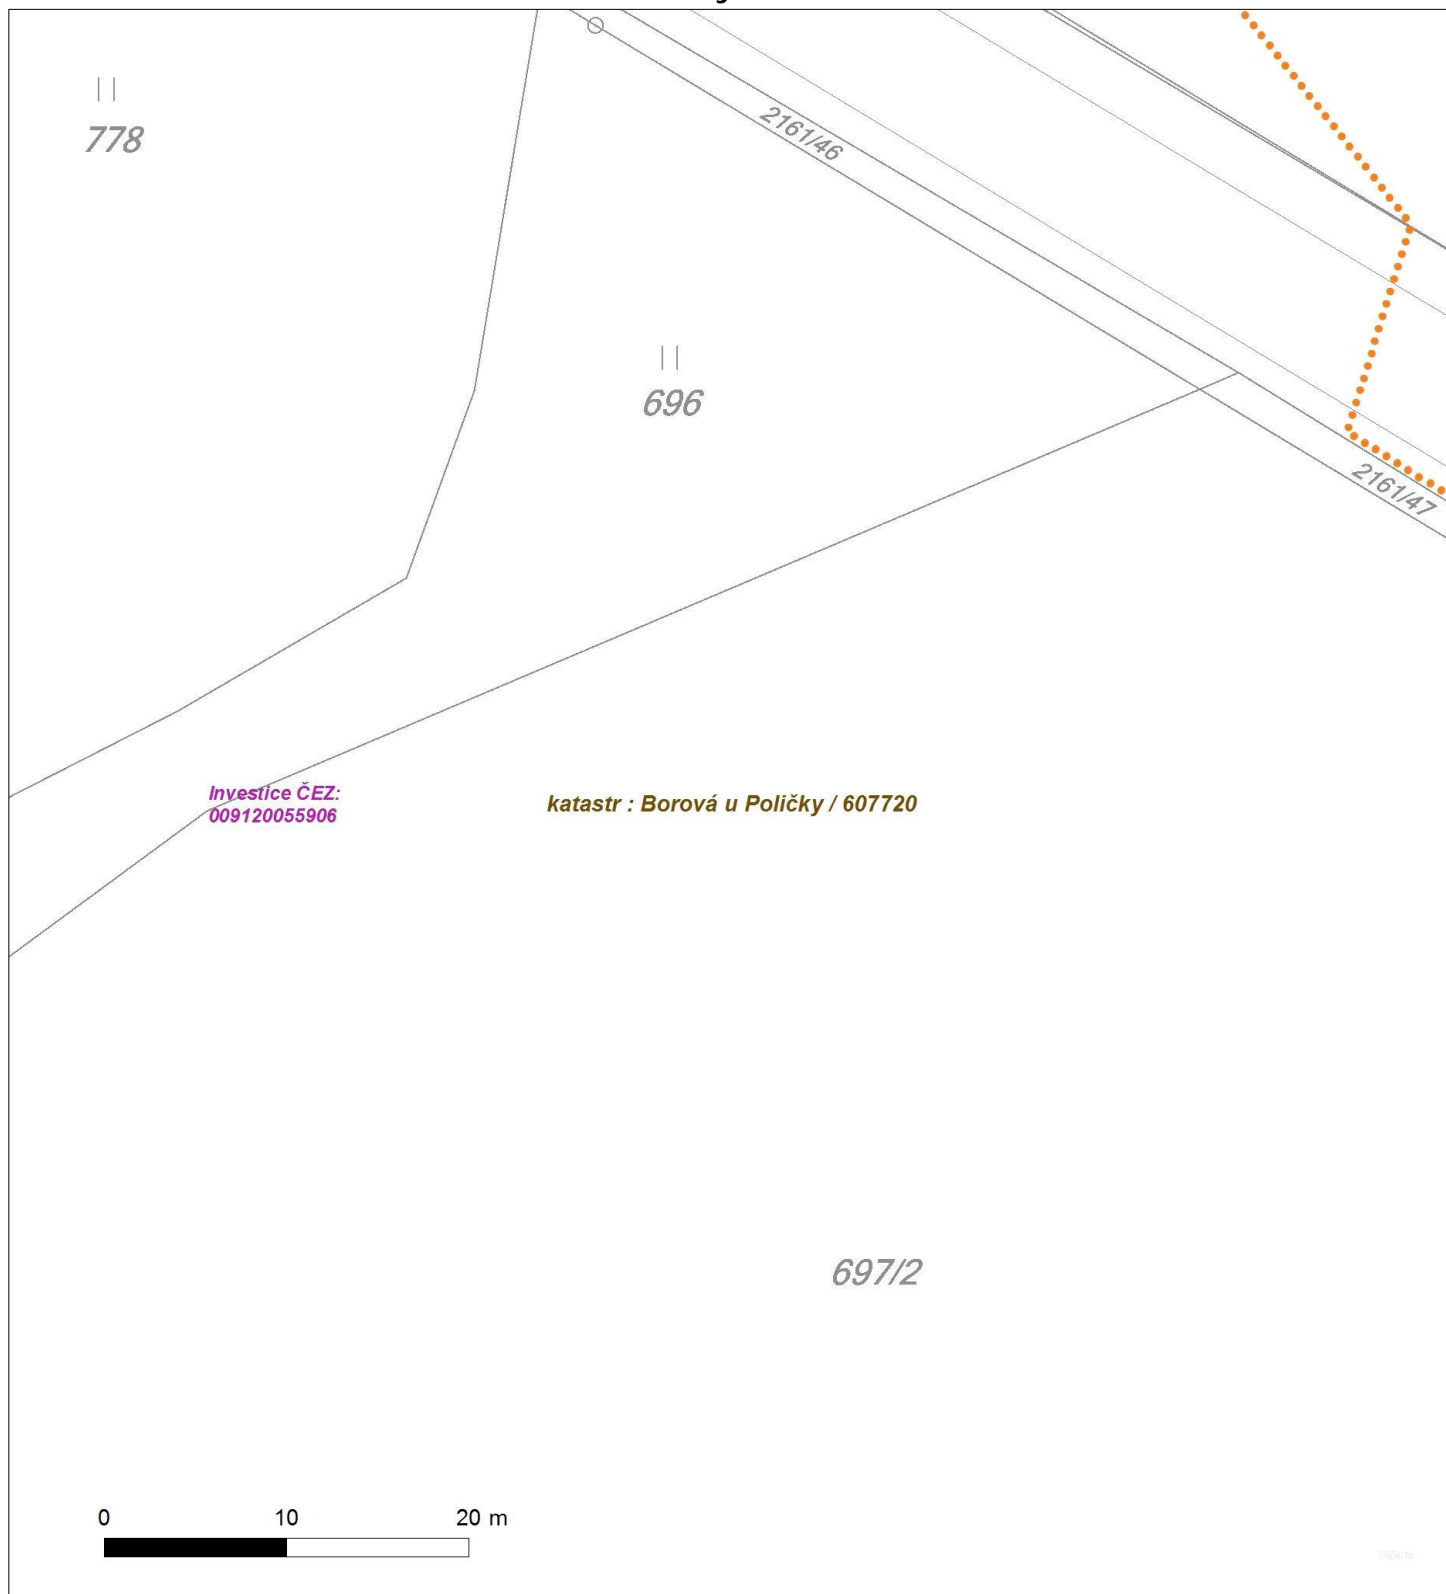 778
2161/46
696
2161/47
Investice ČEZ:
009120055906
katastr : Borová u Poličky / 607720
697/2
0 10 20 m